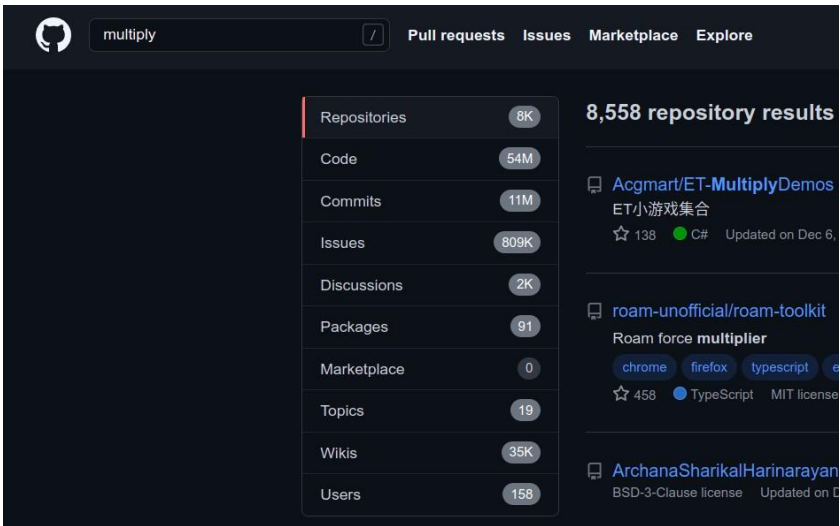 multiply / Pull requests Issues Marketplace Explore
Repositories 8K
Code 54M
Commits 11M
Issues 809K
Discussions 2K
Packages 91
Marketplace 0
Topics 19
Wikis 35K
Users 158
8,558 repository results
Acgmart/ET-MultiplyDemos
ET小游戏集合
138 C# Updated on Dec 6,
roam-unofficial/roam-toolkit
Roam force multiplier
chrome firefox typescript e
458 TypeScript MIT license
ArchanaSharikalHarinarayan
BSD-3-Clause license Updated on D